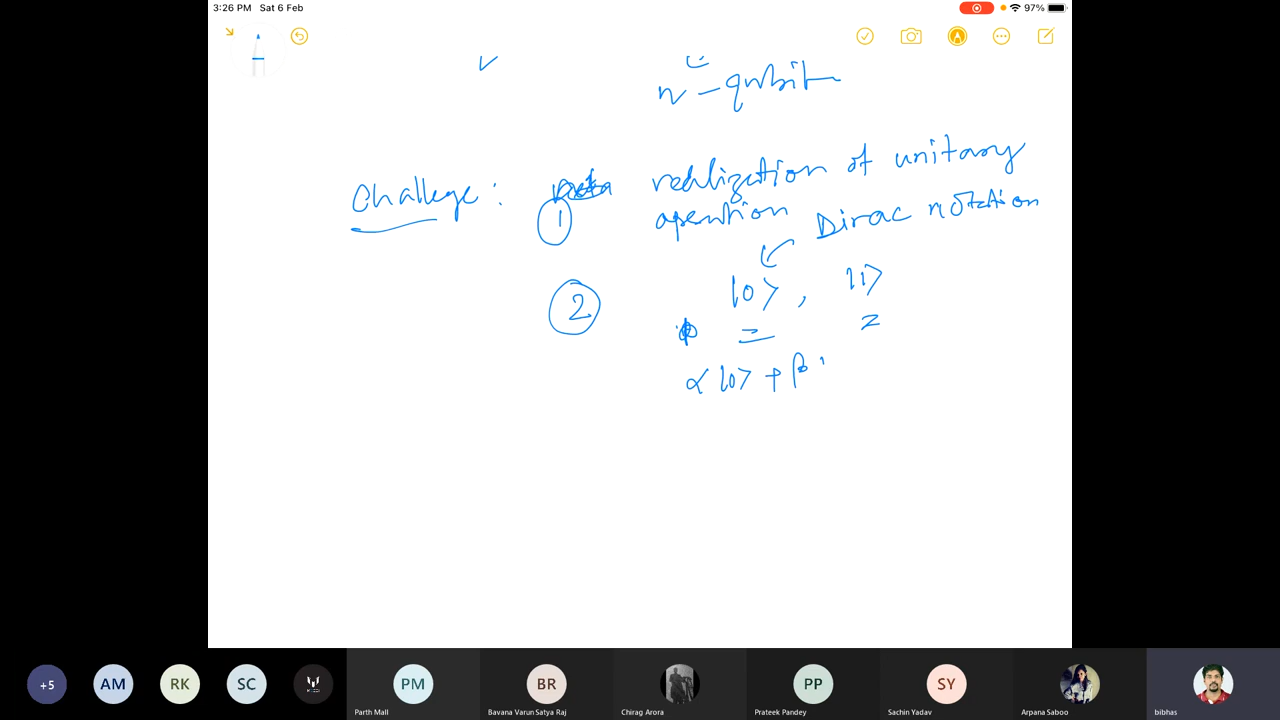 3:26 PM Sat 6 Feb
97%
n - qubit
Challenge :
1
realization of unitary
operation
Dirac notation
2
|0⟩ , |1⟩
α |0⟩ + β
+5
AM
RK
SC
PM
BR
PP
SY
Parth Mall
Bavana Varun Satya Raj
Chirag Arora
Prateek Pandey
Sachin Yadav
Arpana Saboo
bibhas